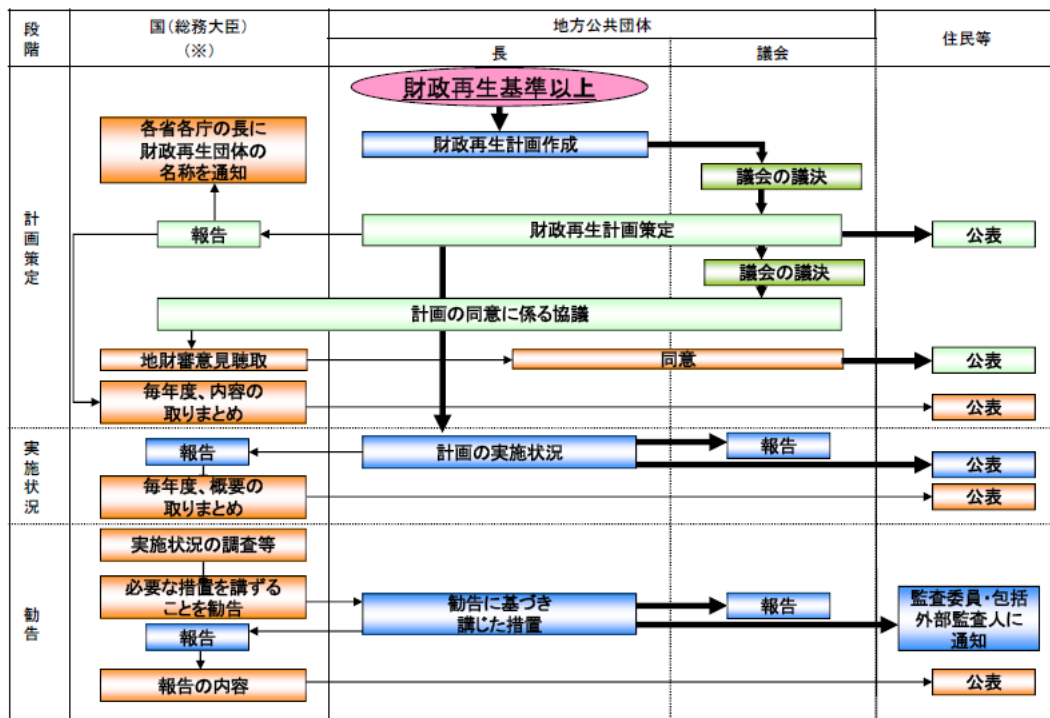 段階
国(総務大臣)
(※)
地方公共団体
長
議会
住民等
計画策定
財政再生基準以上
各省各庁の長に
財政再生団体の
名称を通知
財政再生計画作成
議会の議決
報告
財政再生計画策定
公表
議会の議決
計画の同意に係る協議
地財審意見聴取
同意
公表
毎年度、内容の
取りまとめ
公表
実施状況
報告
計画の実施状況
報告
公表
毎年度、概要の
取りまとめ
公表
勧告
実施状況の調査等
必要な措置を講ずる
ことを勧告
勧告に基づき
講じた措置
報告
監査委員・包括
外部監査人に
通知
報告
報告の内容
公表